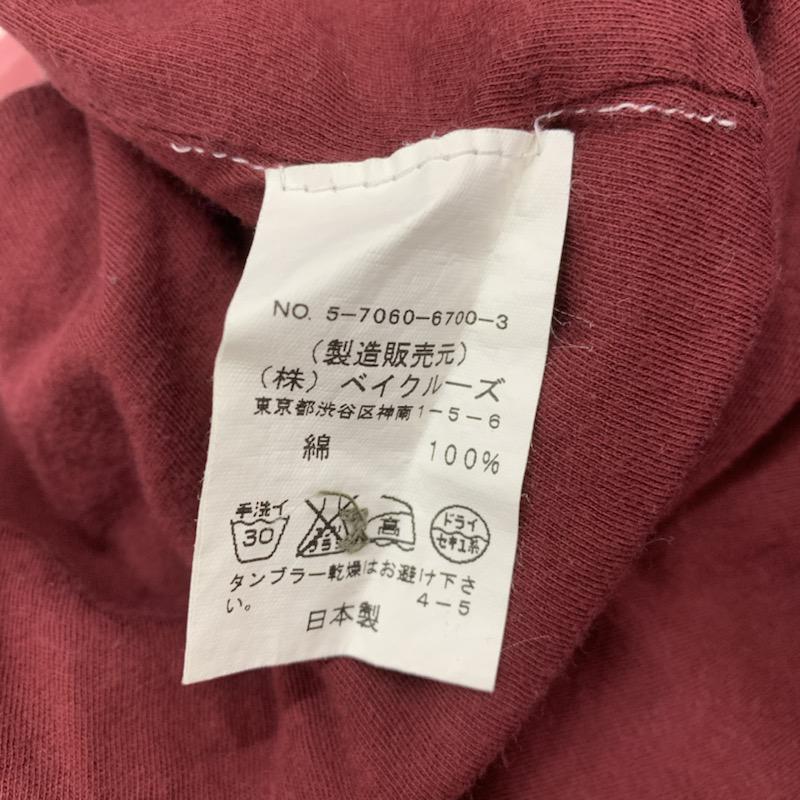 NO. 5-7060-6700-3
（製造販売元）
（株）ベイクルーズ
東京都渋谷区神南1-5-6
綿 100%
手洗イ
30 高 ドライ
セキユ系
タンブラー乾燥はお避け下さ
い。 4-5
日本製